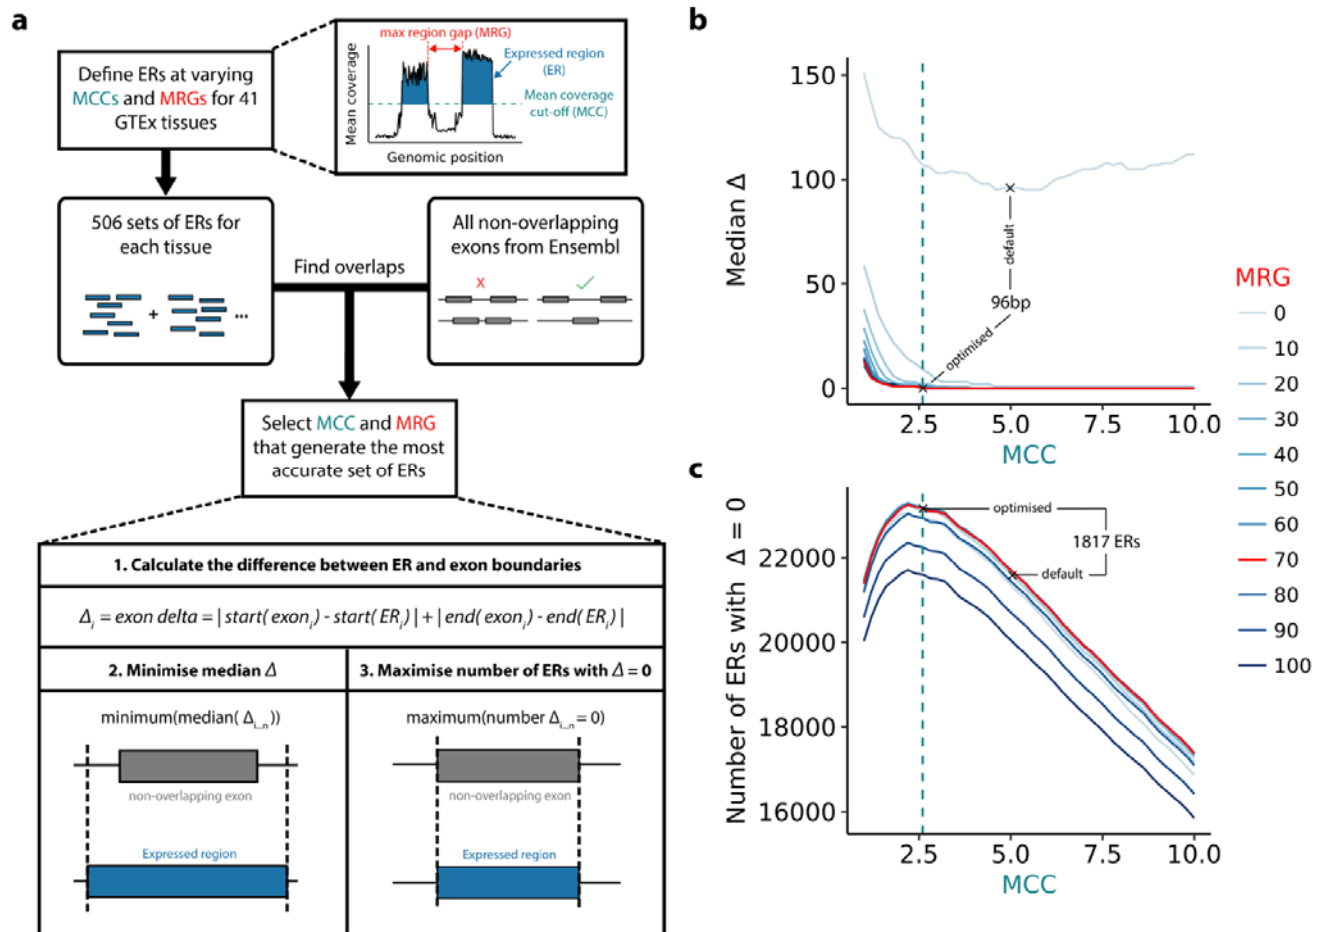 a
Define ERs at varying
MCCs and MRGs for 41
GTEx tissues
max region gap (MRG)
Expressed region
(ER)
Mean coverage
cut-off (MCC)
Mean coverage
Genomic position
506 sets of ERs for
each tissue
+
...
Find overlaps
All non-overlapping
exons from Ensembl
X
✓
Select MCC and MRG
that generate the most
accurate set of ERs
1. Calculate the difference between ER and exon boundaries
Δi = exon delta = | start( exoni ) - start( ERi ) | + | end( exoni ) - end( ERi ) |
2. Minimise median Δ
minimum(median( Δi...n))
non-overlapping exon
Expressed region
3. Maximise number of ERs with Δ = 0
maximum(number Δi...n = 0)
non-overlapping exon
Expressed region
b
Median Δ
150
100
50
0
default
96bp
optimised
2.5 5.0 7.5 10.0
MCC
c
Number of ERs with Δ = 0
22000
20000
18000
16000
optimised
1817 ERs
default
2.5 5.0 7.5 10.0
MCC
MRG
0
10
20
30
40
50
60
70
80
90
100